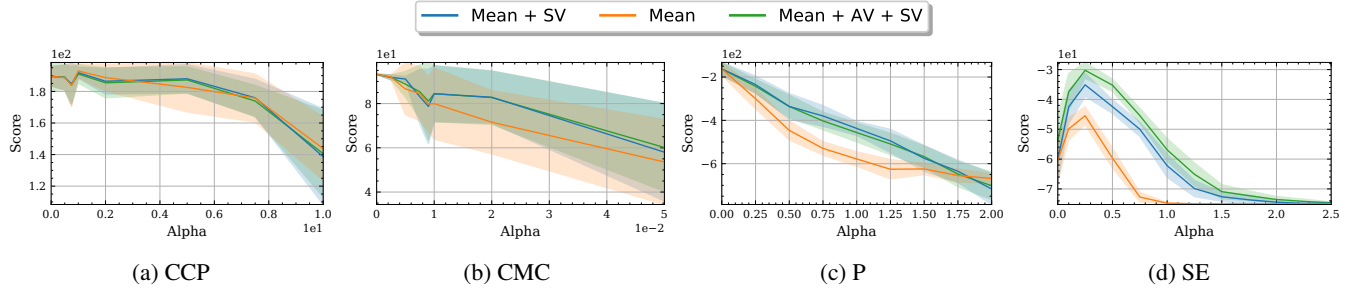 Mean + SV Mean Mean + AV + SV
1e2
1.8
1.6
1.4
1.2
Score
0.0 0.2 0.4 0.6 0.8 1.0
Alpha
1e1
(a) CCP
1e1
8
6
4
Score
0 1 2 3 4 5
Alpha
1e−2
(b) CMC
1e2
−2
−4
−6
Score
0.00 0.25 0.50 0.75 1.00 1.25 1.50 1.75 2.00
Alpha
(c) P
1e1
−3
−4
−5
−6
−7
Score
0.0 0.5 1.0 1.5 2.0 2.5
Alpha
(d) SE